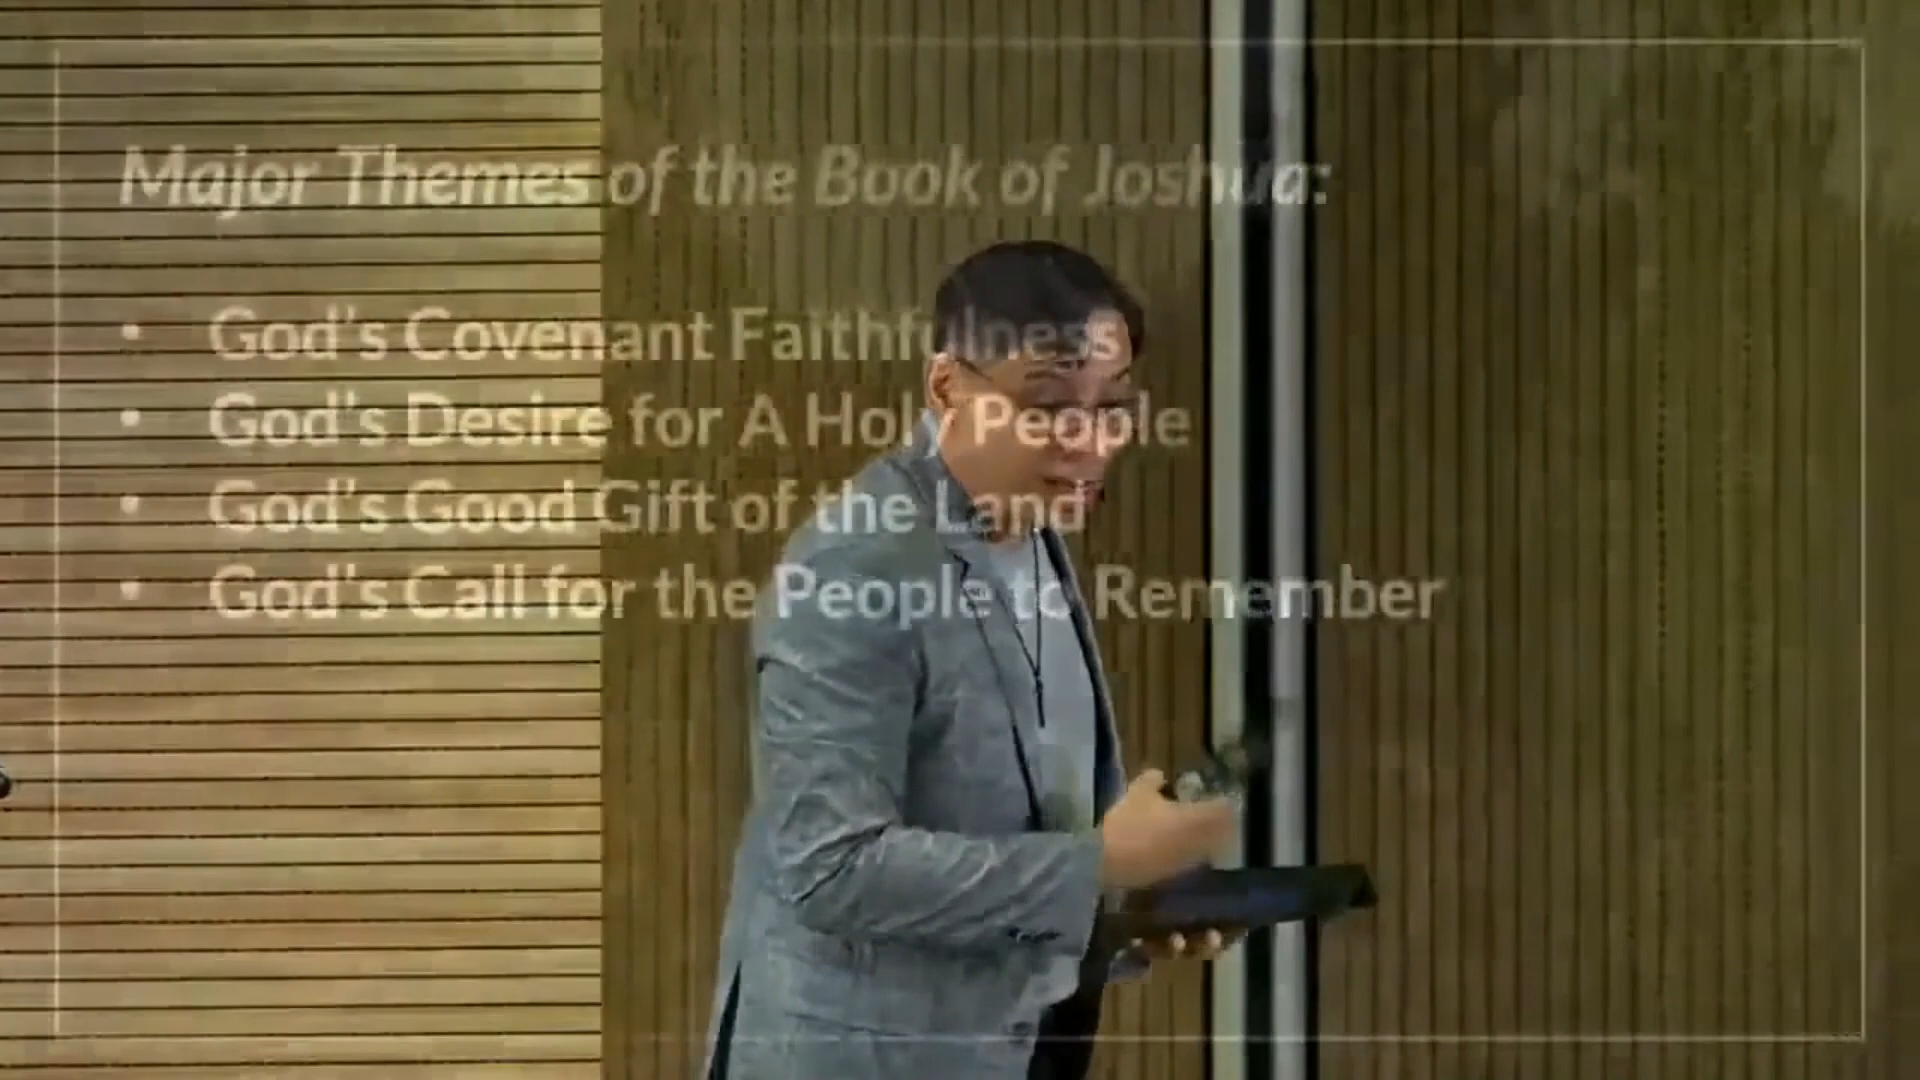 Major Themes of the Book of Joshua:
• God's Covenant Faithfulness
• God's Desire for A Holy People
• God's Good Gift of the Land
• God's Call for the People to Remember